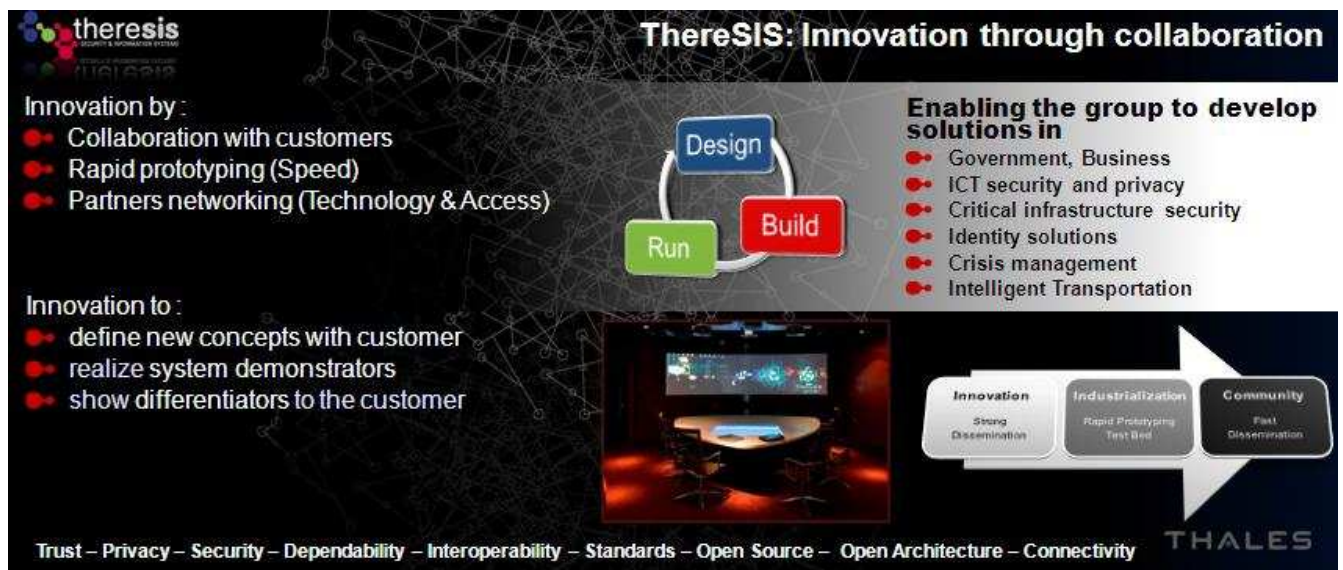 theresis
SECURITY & INFORMATION SYSTEMS
ThereSIS: Innovation through collaboration
Innovation by :
Collaboration with customers
Rapid prototyping (Speed)
Partners networking (Technology & Access)
Innovation to :
define new concepts with customer
realize system demonstrators
show differentiators to the customer
Design
Build
Run
Enabling the group to develop
solutions in
Government, Business
ICT security and privacy
Critical infrastructure security
Identity solutions
Crisis management
Intelligent Transportation
Innovation
Strong
Dissemination
Industrialization
Rapid Prototyping
Test Bed
Community
Fast
Dissemination
Trust – Privacy – Security – Dependability – Interoperability – Standards – Open Source – Open Architecture – Connectivity
THALES